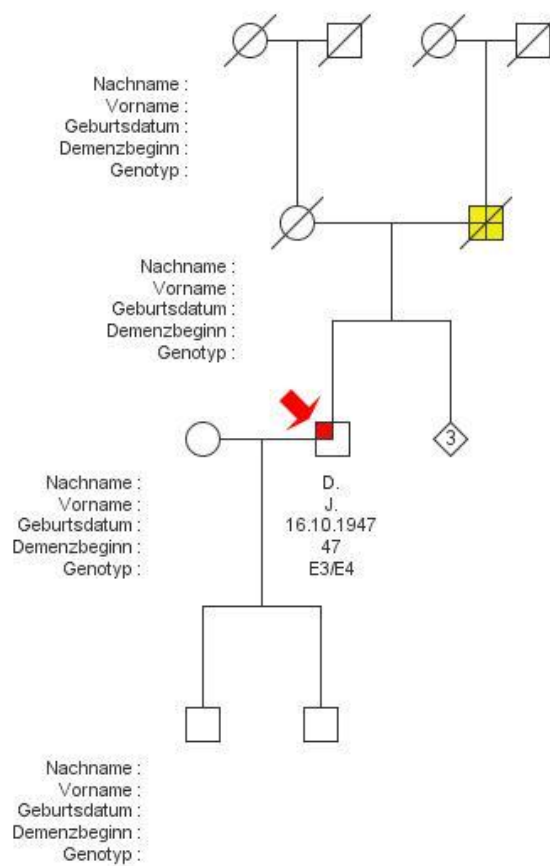 Nachname :
Vorname :
Geburtsdatum :
Demenzbeginn :
Genotyp :
Nachname :
Vorname :
Geburtsdatum :
Demenzbeginn :
Genotyp :
3
Nachname : D.
Vorname : J.
Geburtsdatum : 16.10.1947
Demenzbeginn : 47
Genotyp : E3/E4
Nachname :
Vorname :
Geburtsdatum :
Demenzbeginn :
Genotyp :